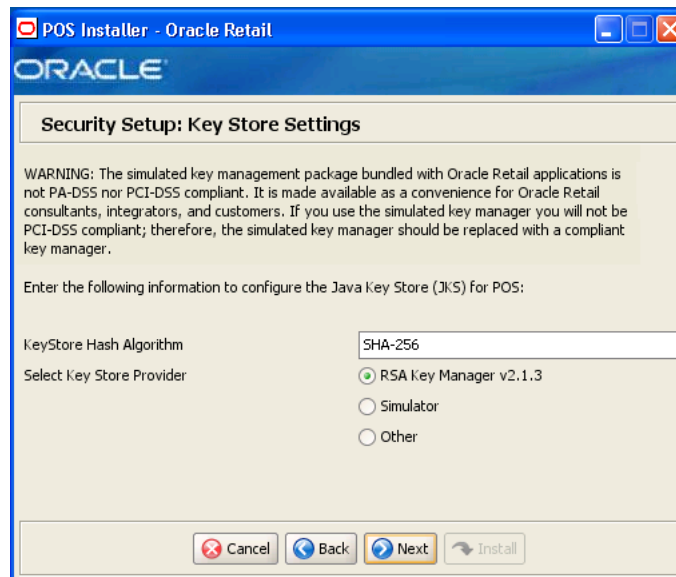 POS Installer - Oracle Retail
ORACLE
Security Setup: Key Store Settings
WARNING: The simulated key management package bundled with Oracle Retail applications is
not PA-DSS nor PCI-DSS compliant. It is made available as a convenience for Oracle Retail
consultants, integrators, and customers. If you use the simulated key manager you will not be
PCI-DSS compliant; therefore, the simulated key manager should be replaced with a compliant
key manager.
Enter the following information to configure the Java Key Store (JKS) for POS:
KeyStore Hash Algorithm SHA-256
Select Key Store Provider RSA Key Manager v2.1.3
Simulator
Other
Cancel Back Next Install